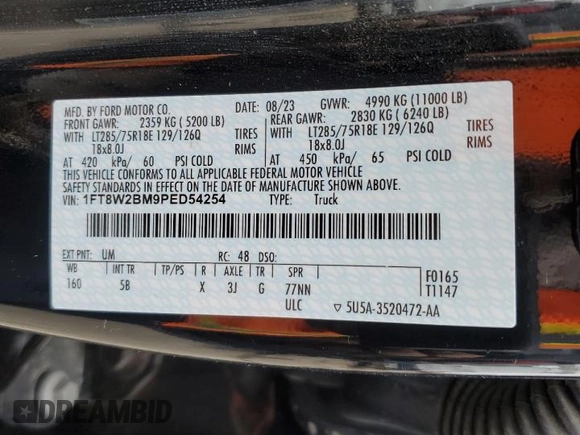 MFD. BY FORD MOTOR CO.
DATE: 08/23 GVWR: 4990 KG (11000 LB)
FRONT GAWR: 2359 KG (5200 LB)
REAR GAWR: 2830 KG (6240 LB)
WITH LT285/75R18E 129/126Q TIRES
WITH LT285/75R18E 129/126Q TIRES
18x8.0J RIMS
18x8.0J RIMS
AT 420 kPa/ 60 PSI COLD
AT 450 kPa/ 65 PSI COLD
THIS VEHICLE CONFORMS TO ALL APPLICABLE FEDERAL MOTOR VEHICLE
SAFETY AND THEFT PREVENTION STANDARDS IN EFFECT ON THE DATE OF MANUFACTURE SHOWN ABOVE.
VIN: 1FT8W2BM9PED54254 TYPE: Truck
EXT PNT: UM RC: 48 DSO:
WB INT TR TP/PS R AXLE TR SPR
160 5B X 3J G 77NN
F0165
T1147
ULC ▽ 5U5A-3520472-AA
DREAMBID